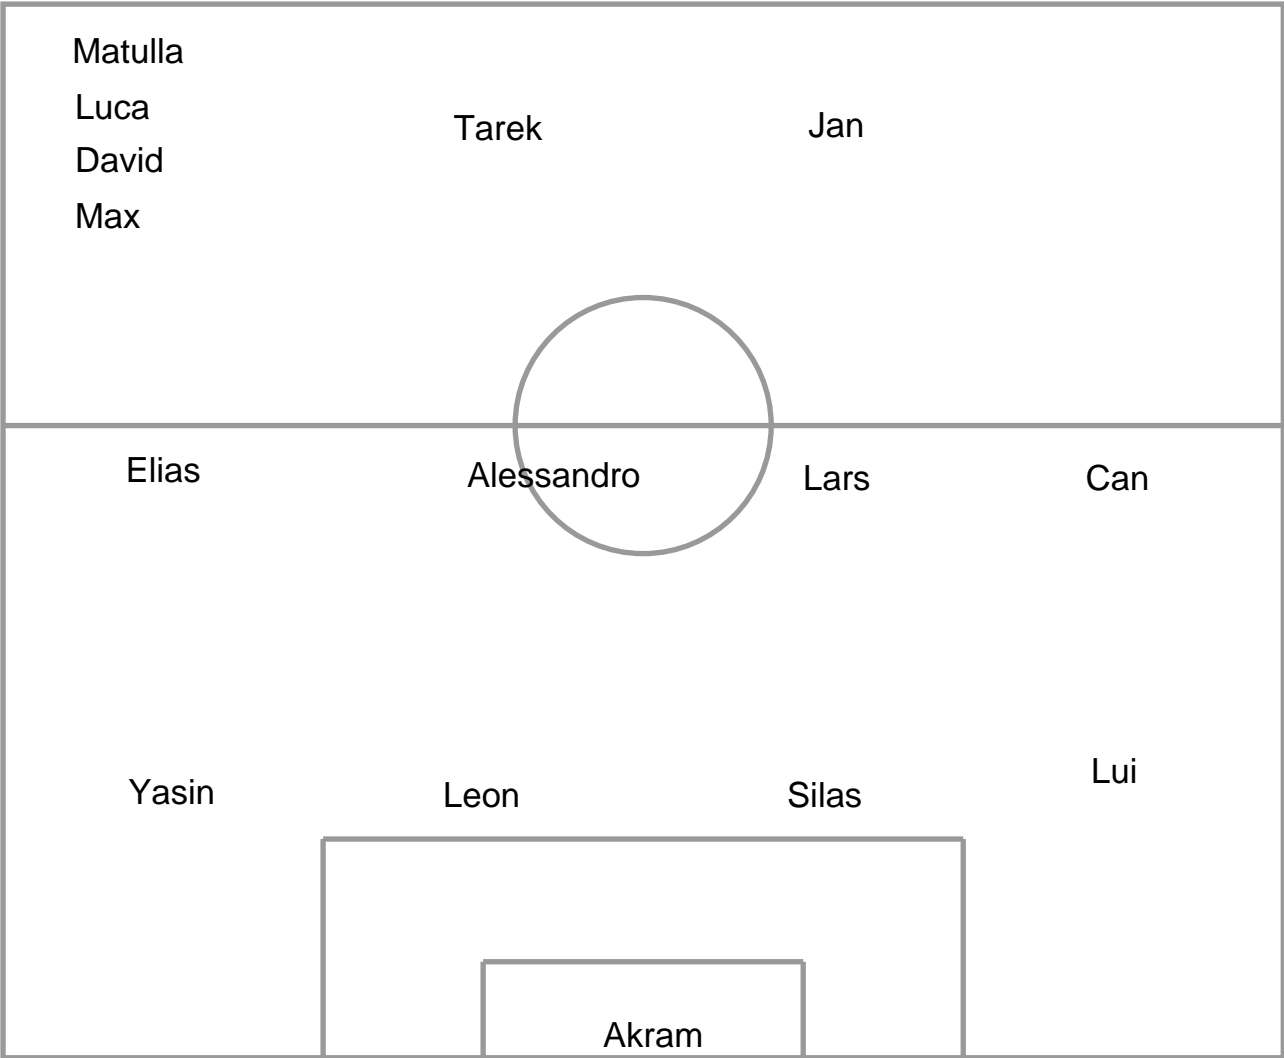 Matulla
Luca
Tarek Jan
David
Max
Elias Alessandro Lars Can
Yasin Leon Silas Lui
Akram